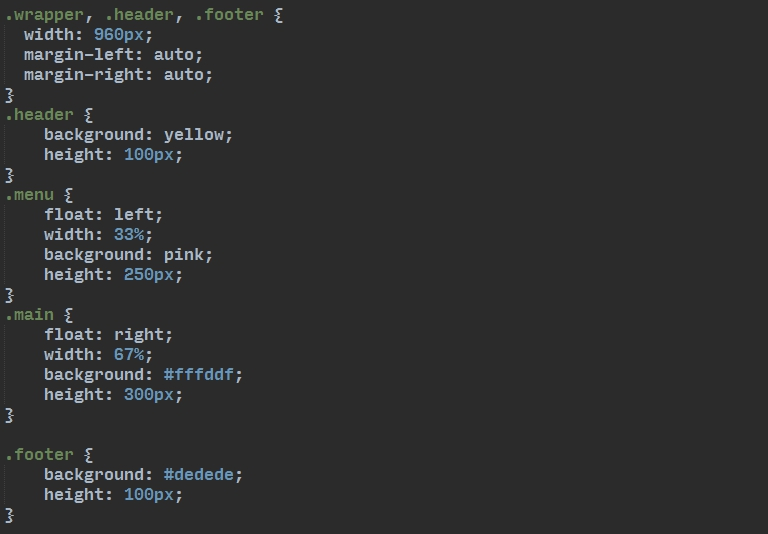 .wrapper, .header, .footer {
  width: 960px;
  margin-left: auto;
  margin-right: auto;
}
.header {
    background: yellow;
    height: 100px;
}
.menu {
    float: left;
    width: 33%;
    background: pink;
    height: 250px;
}
.main {
    float: right;
    width: 67%;
    background: #fffddf;
    height: 300px;
}

.footer {
    background: #dedede;
    height: 100px;
}